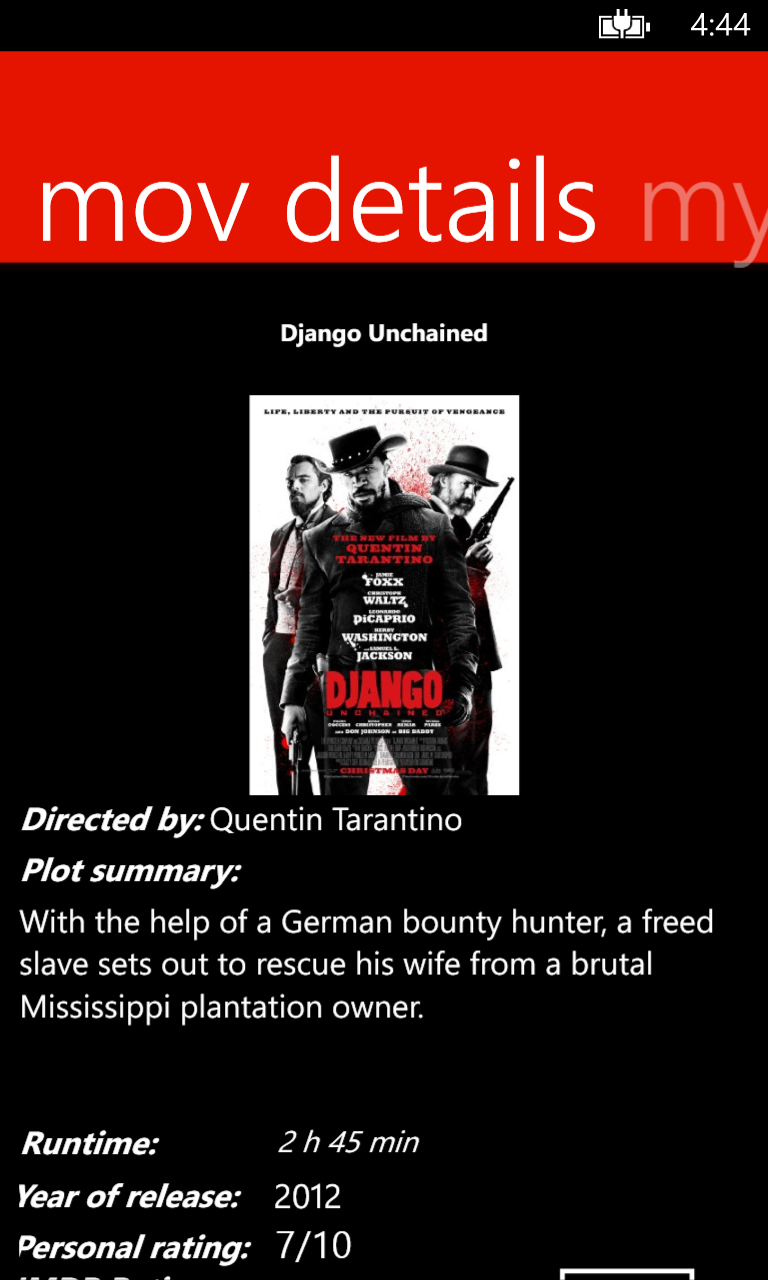 4:44
mov details my
Django Unchained
LIFE, LIBERTY AND THE PURSUIT OF VENGEANCE
THE NEW FILM BY
QUENTIN
TARANTINO
JAMIE
FOXX
CHRISTOPH
WALTZ
LEONARDO
DiCAPRIO
KERRY
WASHINGTON
SAMUEL L.
JACKSON
DJANGO
UNCHAINED
AND DON JOHNSON AS BIG DADDY
CHRISTMAS DAY
Directed by: Quentin Tarantino
Plot summary:
With the help of a German bounty hunter, a freed
slave sets out to rescue his wife from a brutal
Mississippi plantation owner.
Runtime: 2 h 45 min
Year of release: 2012
Personal rating: 7/10